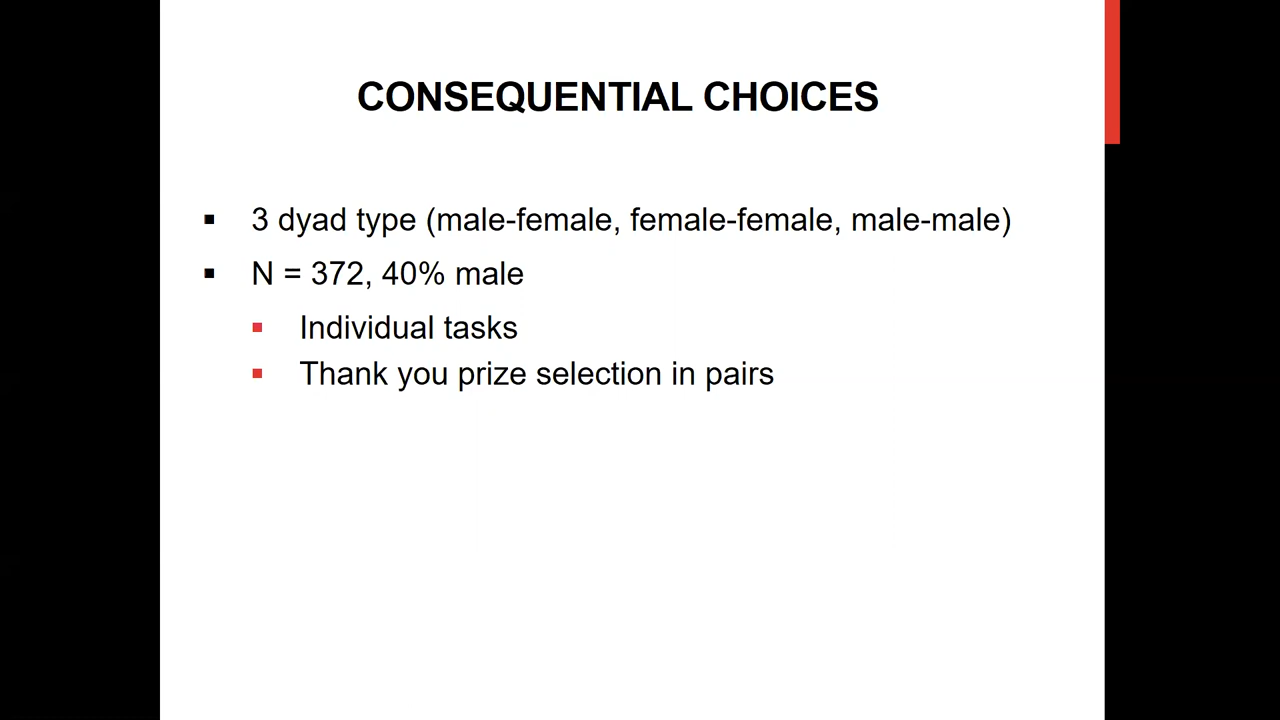 CONSEQUENTIAL CHOICES
▪ 3 dyad type (male-female, female-female, male-male)
▪ N = 372, 40% male
▪ Individual tasks
▪ Thank you prize selection in pairs